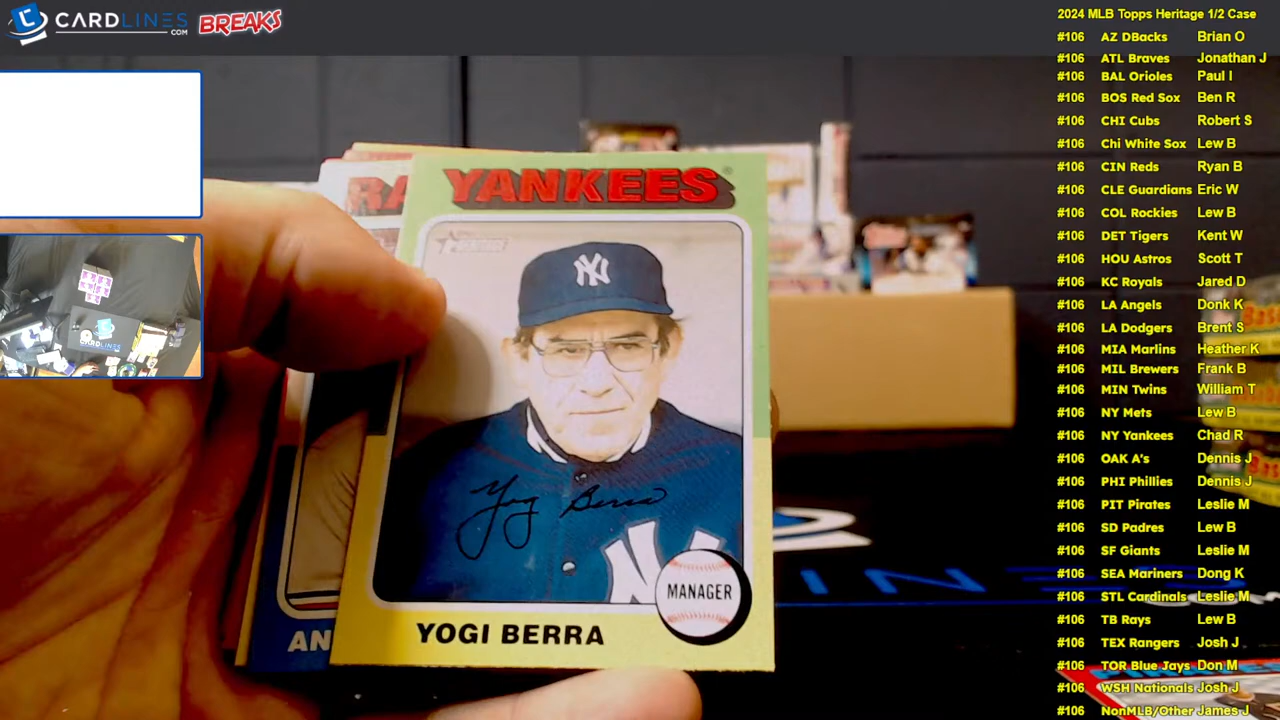 CARDLINES
.COM
BREAKS
2024 MLB Topps Heritage 1/2 Case
#106 AZ DBacks Brian O
#106 ATL Braves Jonathan J
#106 BAL Orioles Paul I
#106 BOS Red Sox Ben R
#106 CHI Cubs Robert S
#106 Chi White Sox Lew B
#106 CIN Reds Ryan B
#106 CLE Guardians Eric W
#106 COL Rockies Lew B
#106 DET Tigers Kent W
#106 HOU Astros Scott T
#106 KC Royals Jared D
#106 LA Angels Donk K
#106 LA Dodgers Brent S
#106 MIA Marlins Heather K
#106 MIL Brewers Frank B
#106 MIN Twins William T
#106 NY Mets Lew B
#106 NY Yankees Chad R
#106 OAK A's Dennis J
#106 PHI Phillies Dennis J
#106 PIT Pirates Leslie M
#106 SD Padres Lew B
#106 SF Giants Leslie M
#106 SEA Mariners Dong K
#106 STL Cardinals Leslie M
#106 TB Rays Lew B
#106 TEX Rangers Josh J
#106 TOR Blue Jays Don M
#106 WSH Nationals Josh J
#106 NonMLB/Other James J
RA
YANKEES
NY
Yogi Berra
NY
MANAGER
YOGI BERRA
AN